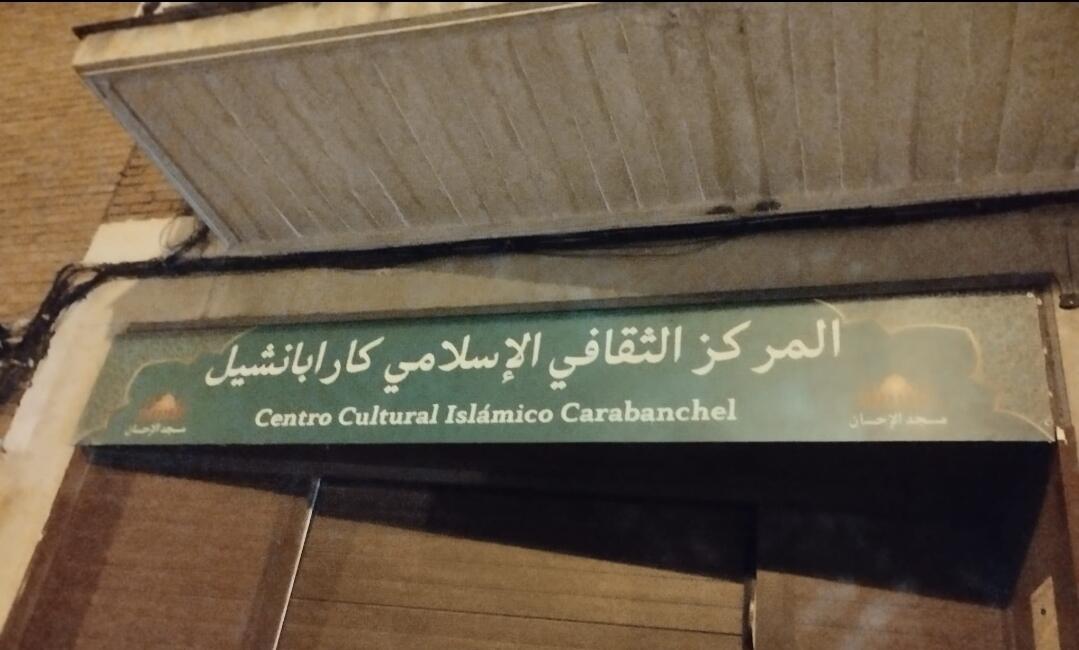 المركز الثقافي الإسلامي كارابانشيل
Centro Cultural Islámico Carabanchel
مسجد الإحسان
مسجد الإحسان